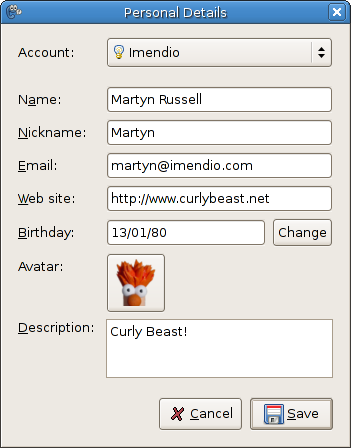 Personal Details
Account: Imendio
Name: Martyn Russell
Nickname: Martyn
Email: martyn@imendio.com
Web site: http://www.curlybeast.net
Birthday: 13/01/80 Change
Avatar:
Description: Curly Beast!
Cancel Save